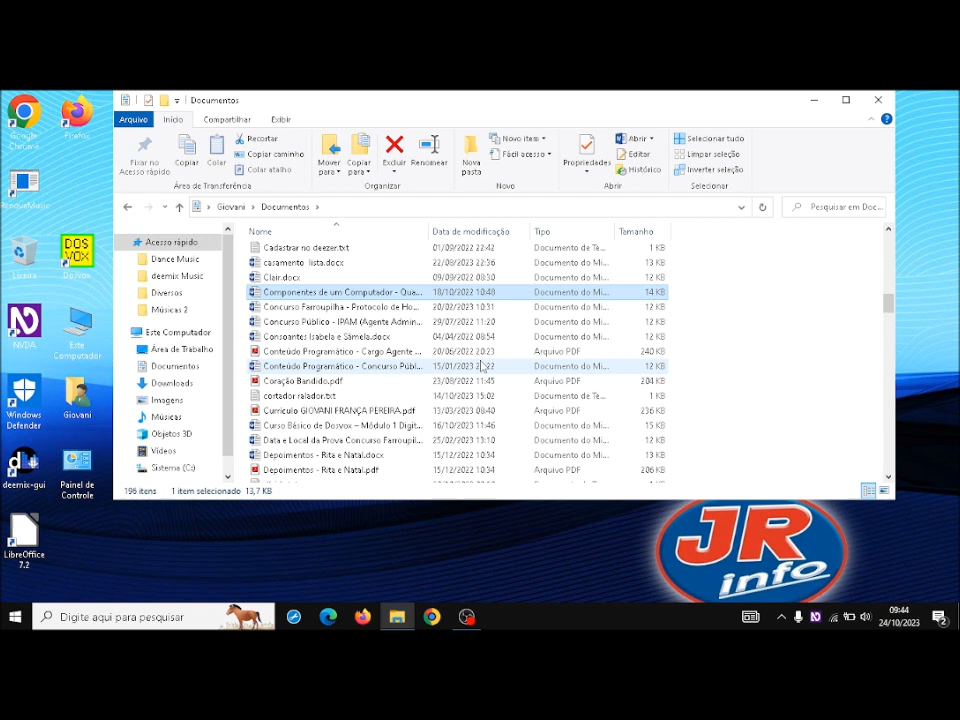 Documentos
Arquivo
Início
Compartilhar
Exibir
Fixar no
Acesso rápido
Copiar
Colar
Recortar
Copiar caminho
Colar atalho
Área de Transferência
Mover
para
Copiar
para
Excluir
Renomear
Organizar
Nova
pasta
Novo item
Fácil acesso
Novo
Propriedades
Abrir
Editar
Histórico
Abrir
Selecionar tudo
Limpar seleção
Inverter seleção
Selecionar
Giovani > Documentos >
Pesquisar em Doc...
Acesso rápido
Dance Music
deemix Music
Diversos
Músicas 2
Este Computador
Área de Trabalho
Documentos
Downloads
Imagens
Músicas
Objetos 3D
Vídeos
Sistema (C:)
Nome Data de modificação Tipo Tamanho
Cadastrar no deezer.txt 01/09/2022 22:42 Documento de Te... 1 KB
casamento lista.docx 22/08/2023 22:36 Documento do Mi... 13 KB
Clair.docx 09/09/2022 08:30 Documento do Mi... 12 KB
Componentes de um Computador - Qua... 18/10/2022 10:48 Documento do Mi... 14 KB
Concurso Farroupilha - Protocolo de Ho... 20/02/2023 10:31 Documento do Mi... 12 KB
Concurso Público - IPAM (Agente Admin... 29/07/2022 11:20 Documento do Mi... 12 KB
Consoantes Isabela e Sâmela.docx 04/04/2022 08:54 Documento do Mi... 12 KB
Conteúdo Programático - Cargo Agente ... 20/06/2022 20:23 Arquivo PDF 240 KB
Conteúdo Programático - Concurso Públ... 15/01/2023 Documento do Mi... 12 KB
Coração Bandido.pdf 23/08/2022 11:45 Arquivo PDF 204 KB
cortador ralador.txt 14/10/2023 15:02 Documento de Te... 1 KB
Curriculo GIOVANI FRANÇA PEREIRA.pdf 13/03/2023 08:40 Arquivo PDF 236 KB
Curso Básico de Dosvox – Módulo 1 Digit... 16/10/2023 11:46 Documento do Mi... 15 KB
Data e Local da Prova Concurso Farroupil... 25/02/2023 13:10 Documento do Mi... 12 KB
Depoimentos - Rita e Natal.docx 15/12/2022 10:34 Documento do Mi... 13 KB
Depoimentos - Rita e Natal.pdf 15/12/2022 10:34 Arquivo PDF 206 KB
196 itens 1 item selecionado 13,7 KB
Google
Chrome
Firefox
RenoveMusic
Lixeira
DOS
VOX
Dosvox
NVDA
Este
Computador
Windows
Defender
Giovani
deemix-gui
Painel de
Controle
LibreOffice
7.2
JR
info
Digite aqui para pesquisar
09:44
24/10/2023
2